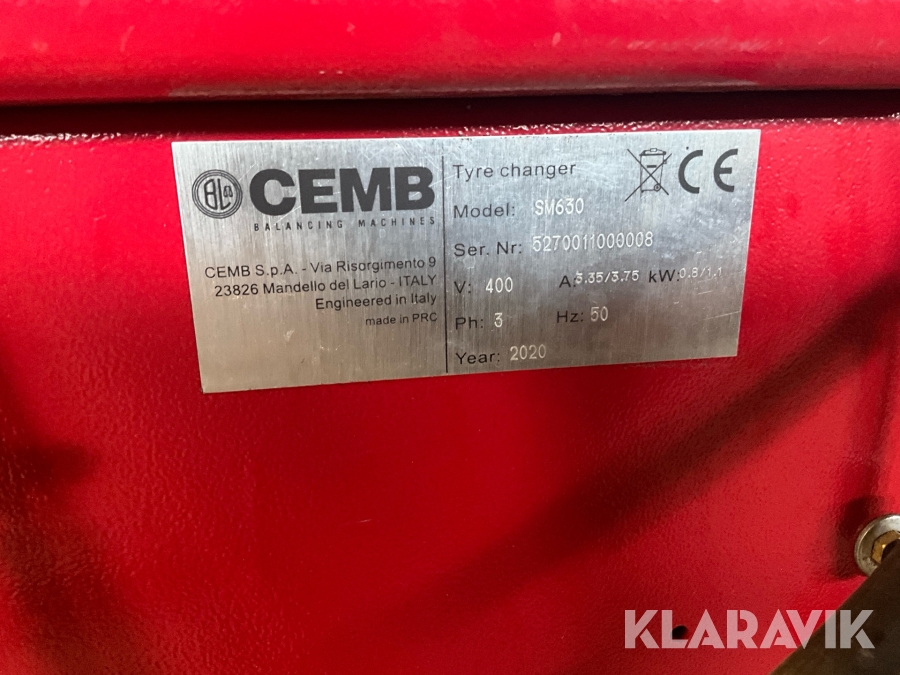 BL CEMB
BALANCING MACHINES
CEMB S.p.A. - Via Risorgimento 9
23826 Mandello del Lario - ITALY
Engineered in Italy
made in PRC
Tyre changer
CE
Model: SM630
Ser. Nr: 5270011000008
V: 400 A: 3.35/3.75 kW: 0.8/1.1
Ph: 3 Hz: 50
Year: 2020
KLARAVIK